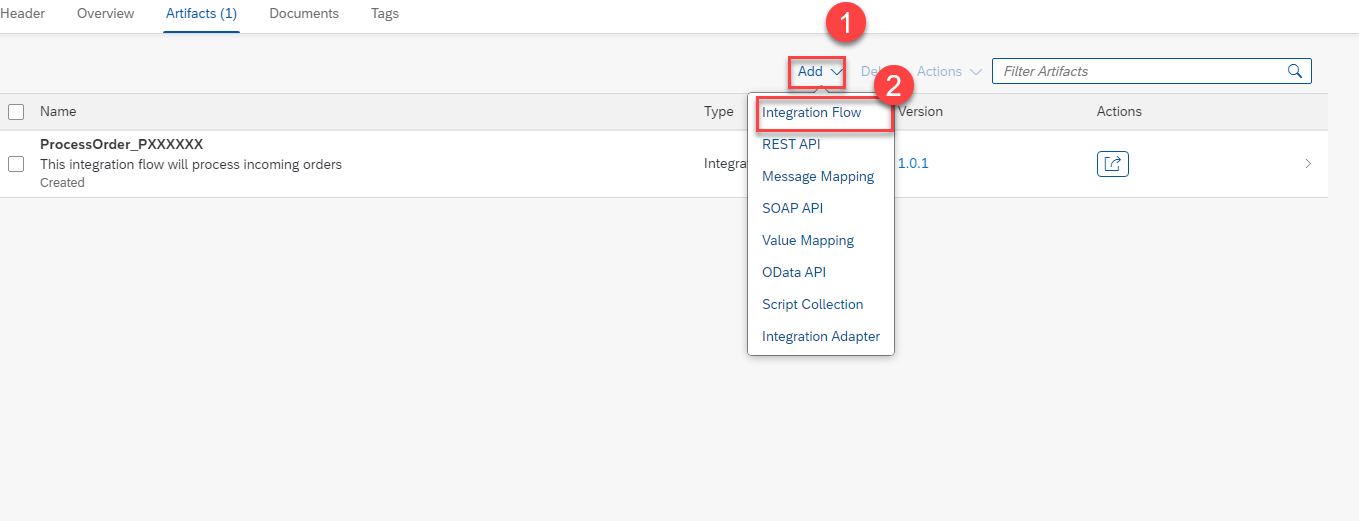 Header Overview Artifacts (1) Documents Tags
1
Add Actions Filter Artifacts
2
Name Type Version Actions
Integration Flow
REST API
Message Mapping
SOAP API
Value Mapping
OData API
Script Collection
Integration Adapter
ProcessOrder_PXXXXXX
This integration flow will process incoming orders 1.0.1
Created